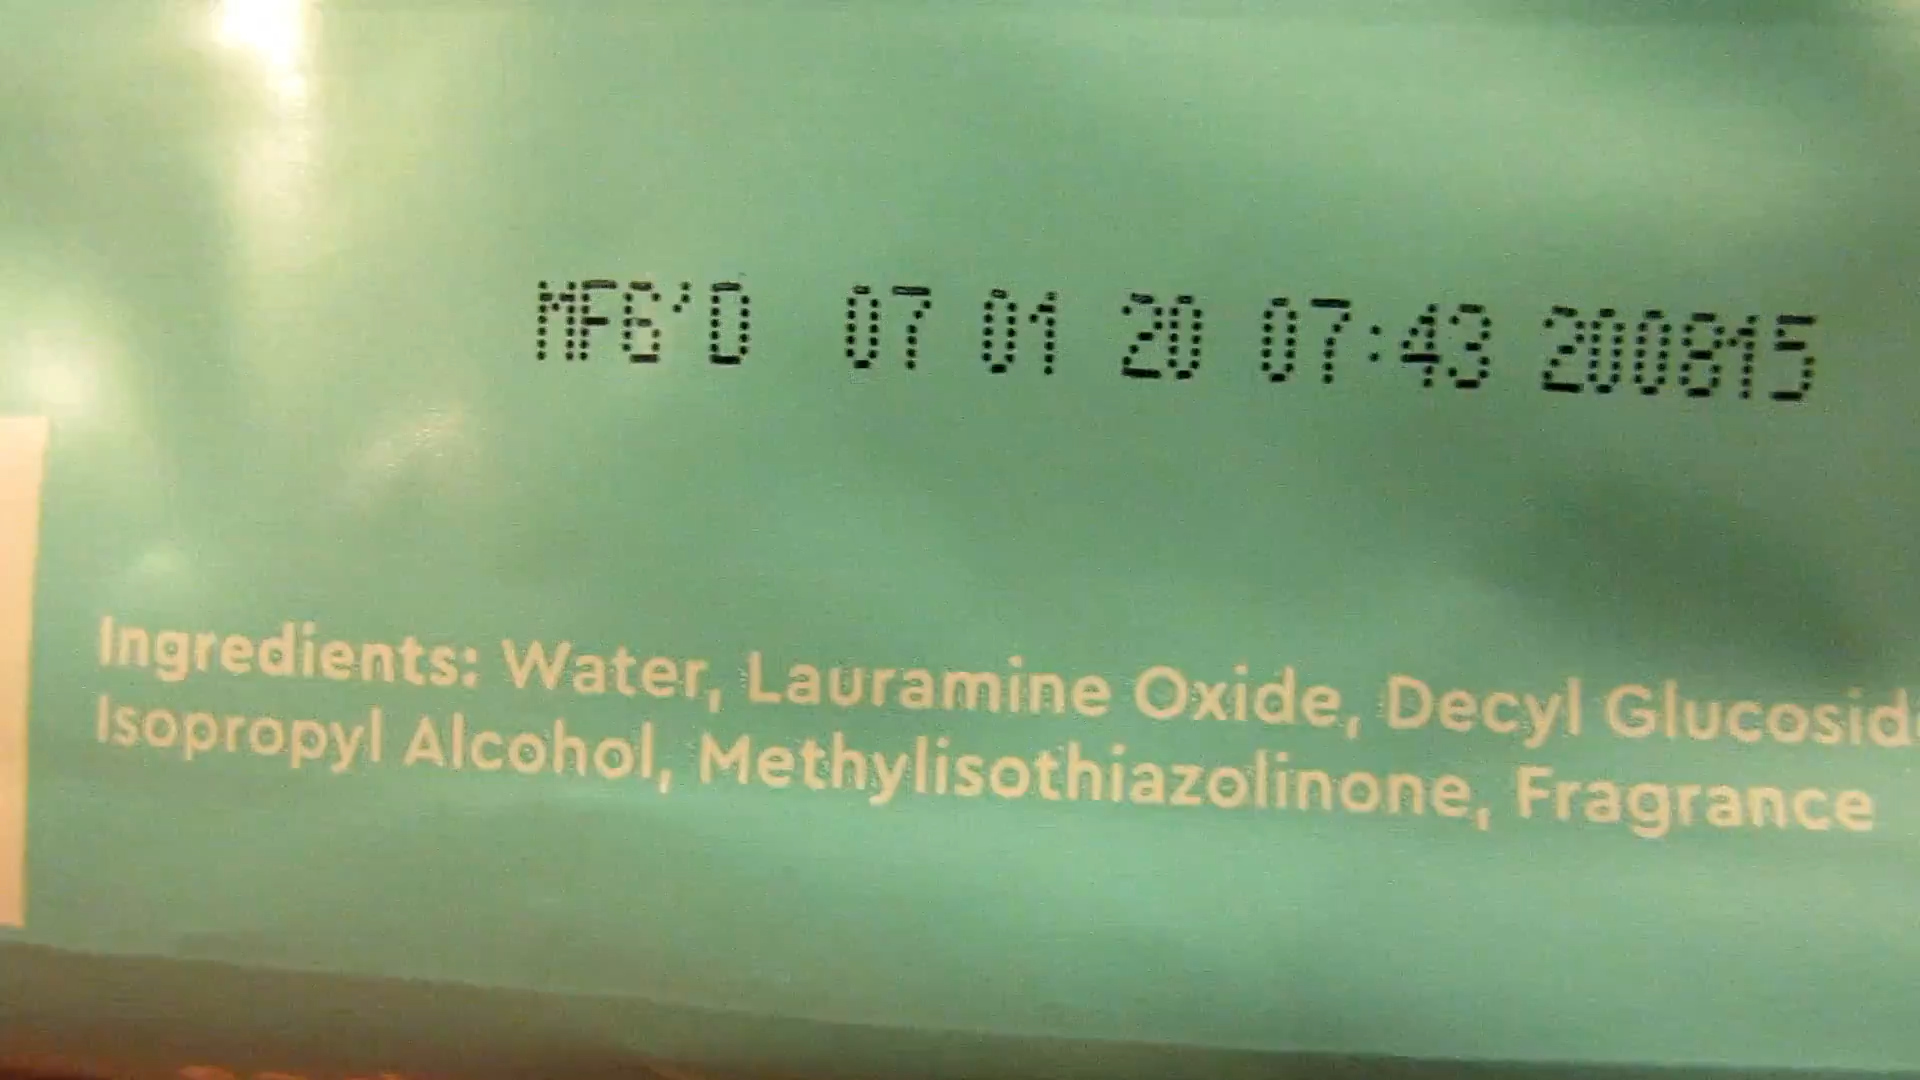 MFG'D 07 01 20 07:43 200815
Ingredients: Water, Lauramine Oxide, Decyl Glucosid
Isopropyl Alcohol, Methylisothiazolinone, Fragrance